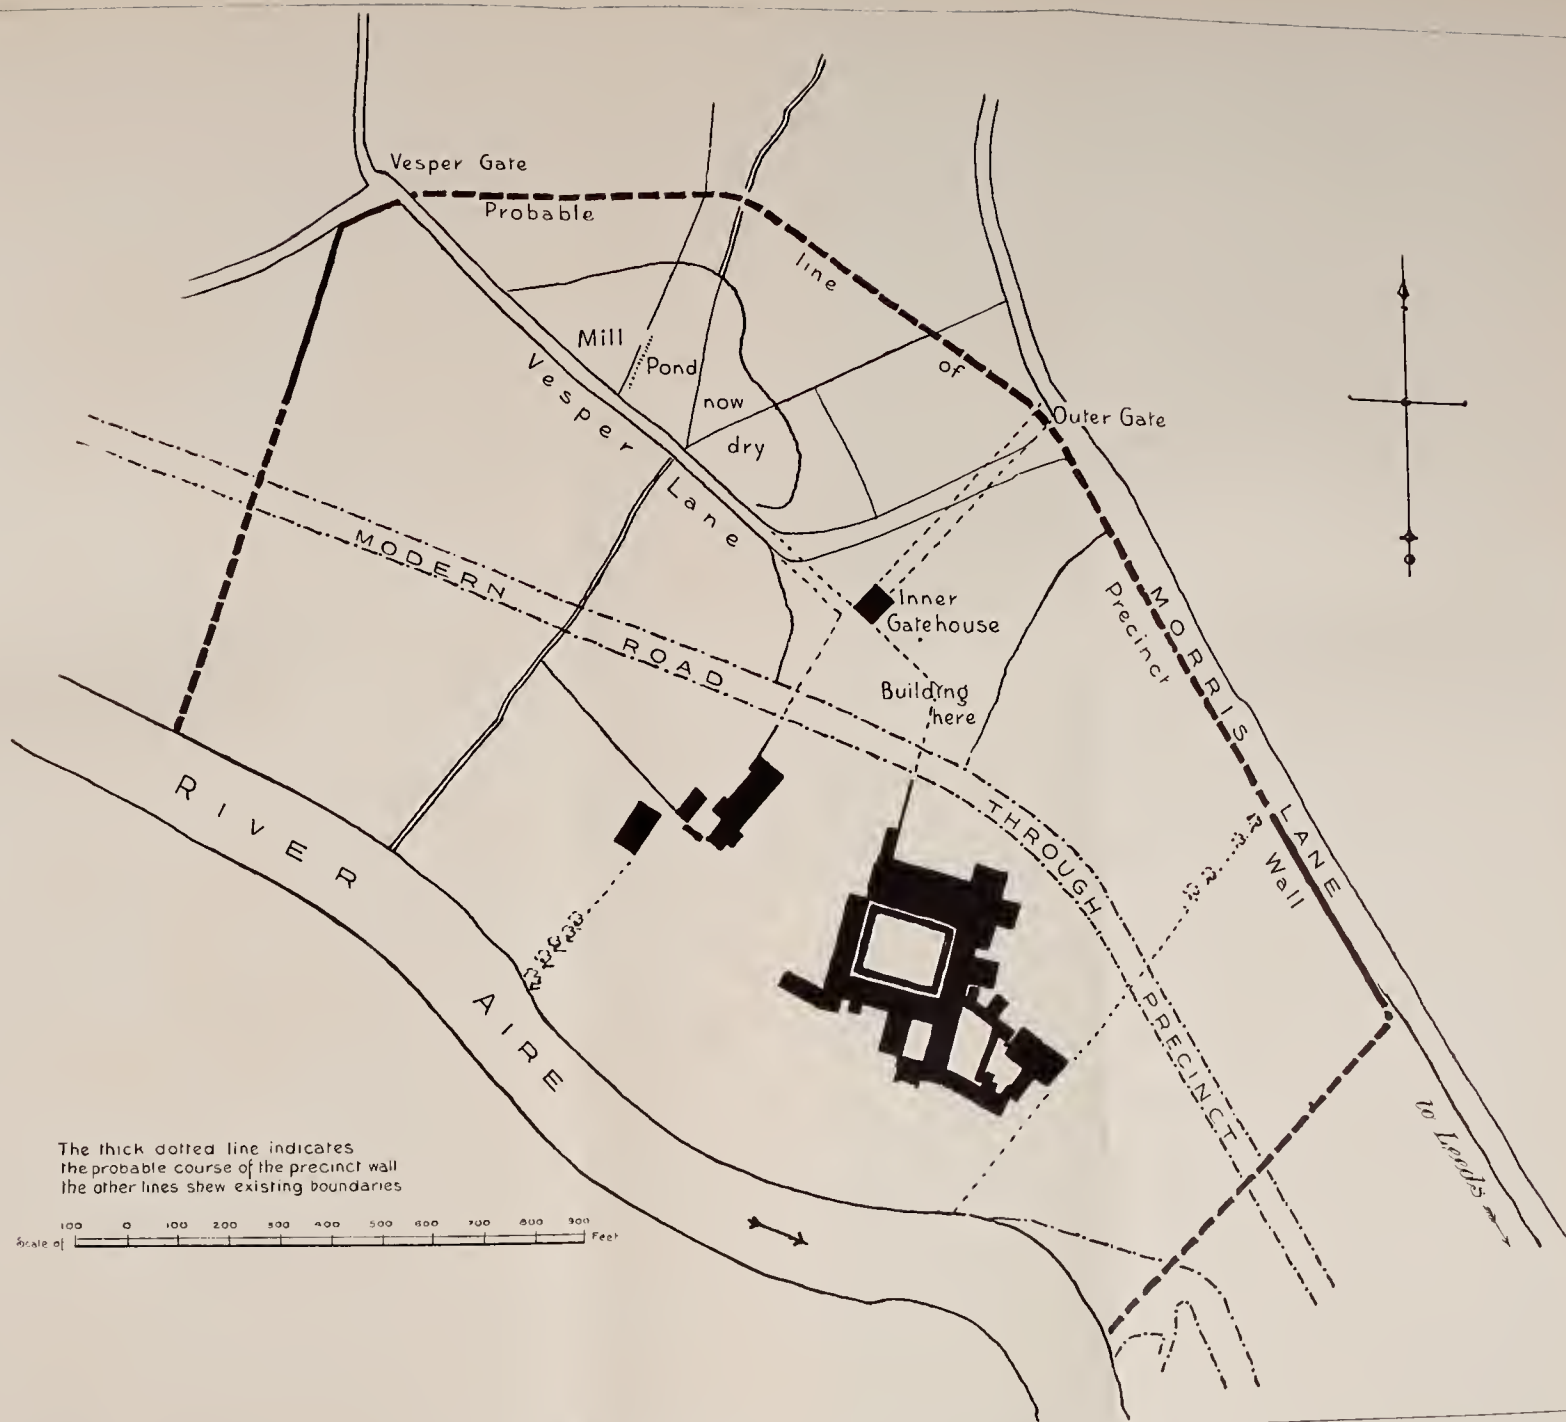 Vesper Gate
Probable
line
of
Precinct
Mill
Pond
now
dry
Vesper Lane
Outer Gate
MODERN ROAD THROUGH PRECINCT
Inner
Gatehouse
Building
here
MORRIS LANE
Wall
RIVER AIRE
to Leeds
The thick dotted line indicates
the probable course of the precinct wall
the other lines shew existing boundaries
100 0 100 200 300 400 500 600 700 800 900
Scale of Feet